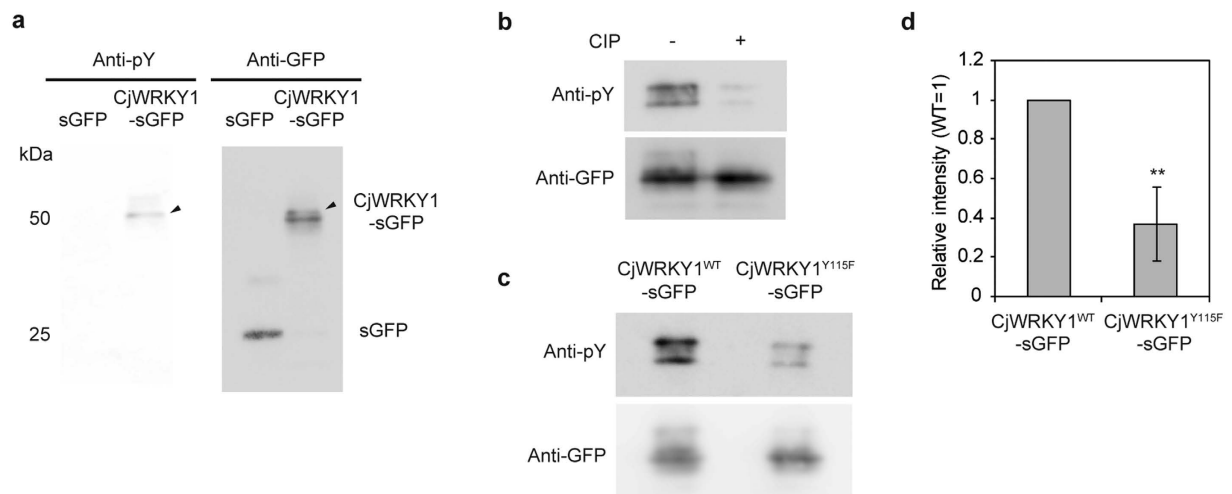 a
Anti-pY Anti-GFP
sGFP CjWRKY1
-sGFP
sGFP CjWRKY1
-sGFP
kDa
50
25
CjWRKY1
-sGFP
sGFP
b
CIP - +
Anti-pY
Anti-GFP
c
CjWRKY1WT
-sGFP
CjWRKY1Y115F
-sGFP
Anti-pY
Anti-GFP
d
Relative intensity (WT=1)
1.2
1
0.8
0.6
0.4
0.2
0
**
CjWRKY1WT
-sGFP
CjWRKY1Y115F
-sGFP